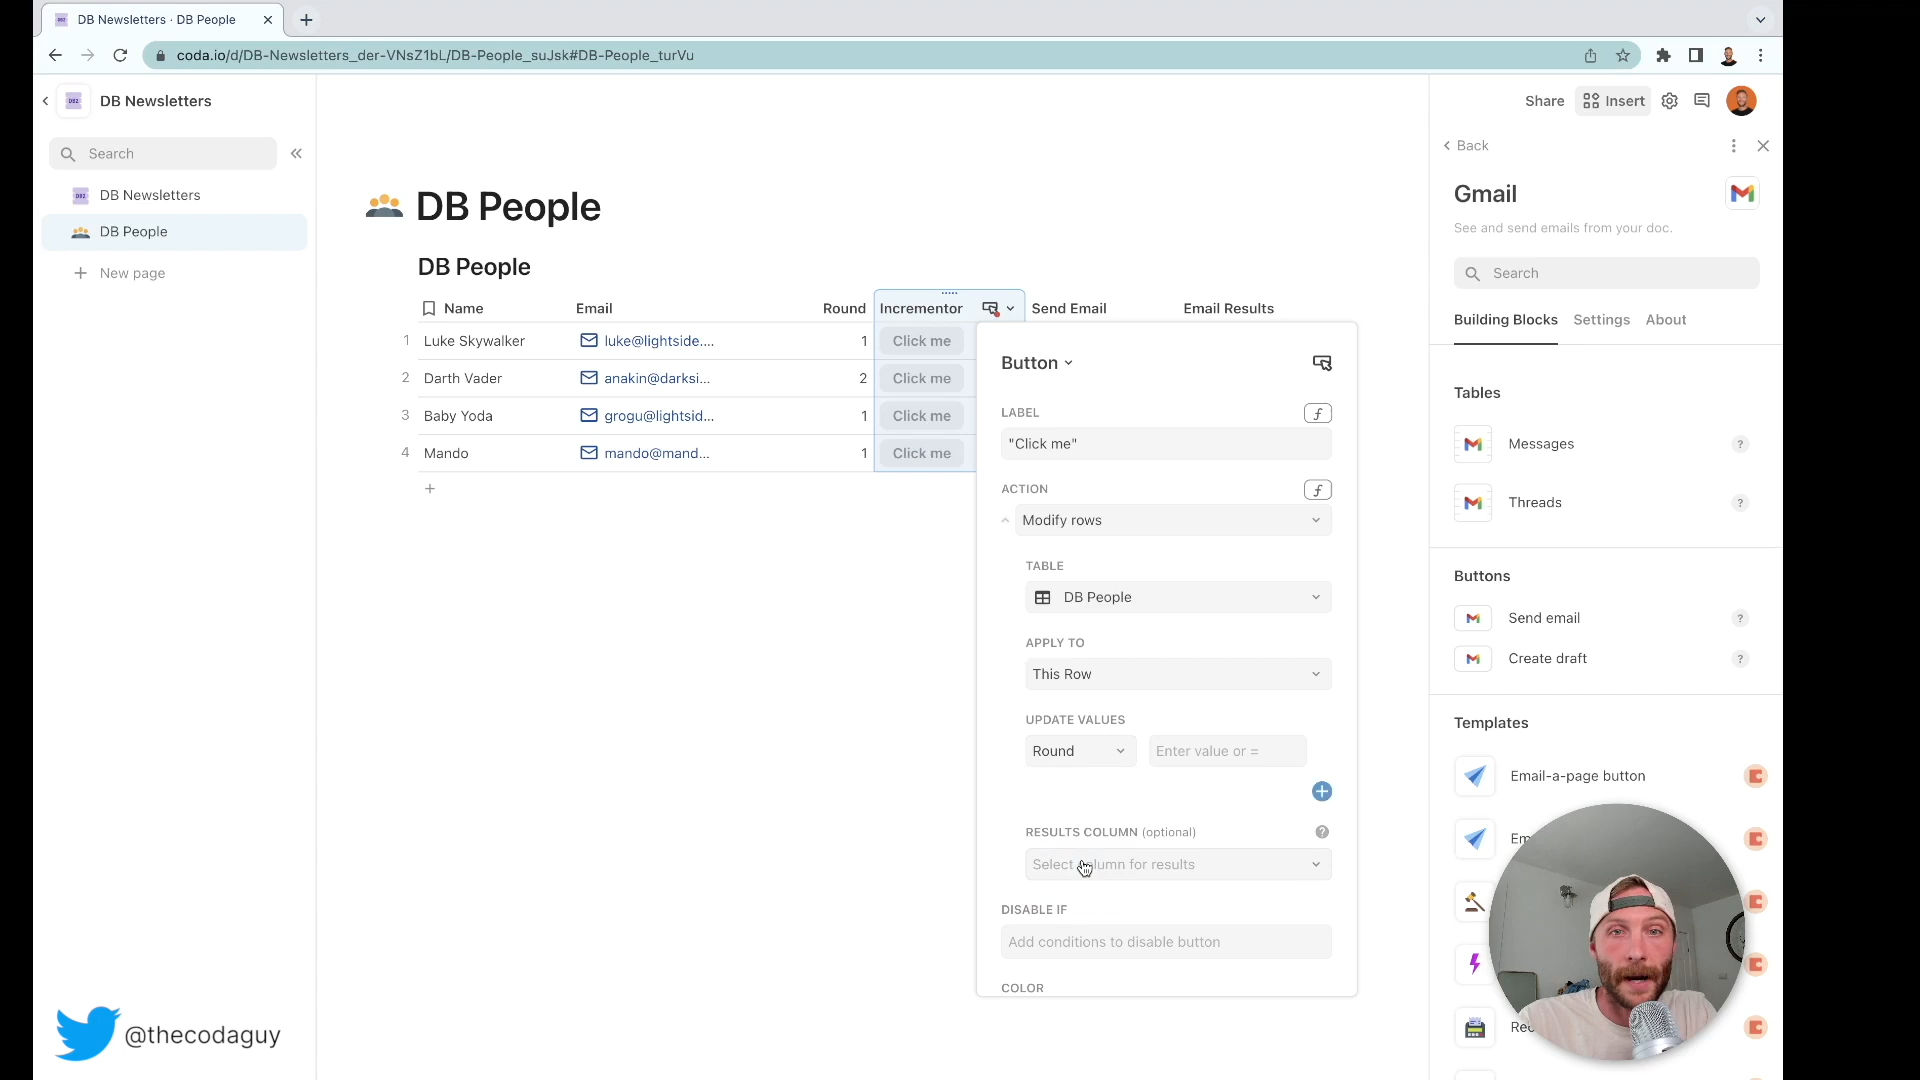 DB Newsletters · DB People
coda.io/d/DB-Newsletters_der-VNsZ1bL/DB-People_suJsk#DB-People_turVu
DB2
DB Newsletters
Share
Insert
Search
DB Newsletters
DB People
New page
DB People
DB People
Name Email Round Incrementor Send Email Email Results
1 Luke Skywalker luke@lightside.... 1 Click me
2 Darth Vader anakin@darksi... 2 Click me
3 Baby Yoda grogu@lightsid... 1 Click me
4 Mando mando@mand... 1 Click me
Button
LABEL
"Click me"
ACTION
Modify rows
TABLE
DB People
APPLY TO
This Row
UPDATE VALUES
Round Enter value or =
RESULTS COLUMN (optional)
Select column for results
DISABLE IF
Add conditions to disable button
COLOR
Back
Gmail
See and send emails from your doc.
Search
Building Blocks Settings About
Tables
Messages
Threads
Buttons
Send email
Create draft
Templates
Email-a-page button
@thecodaguy